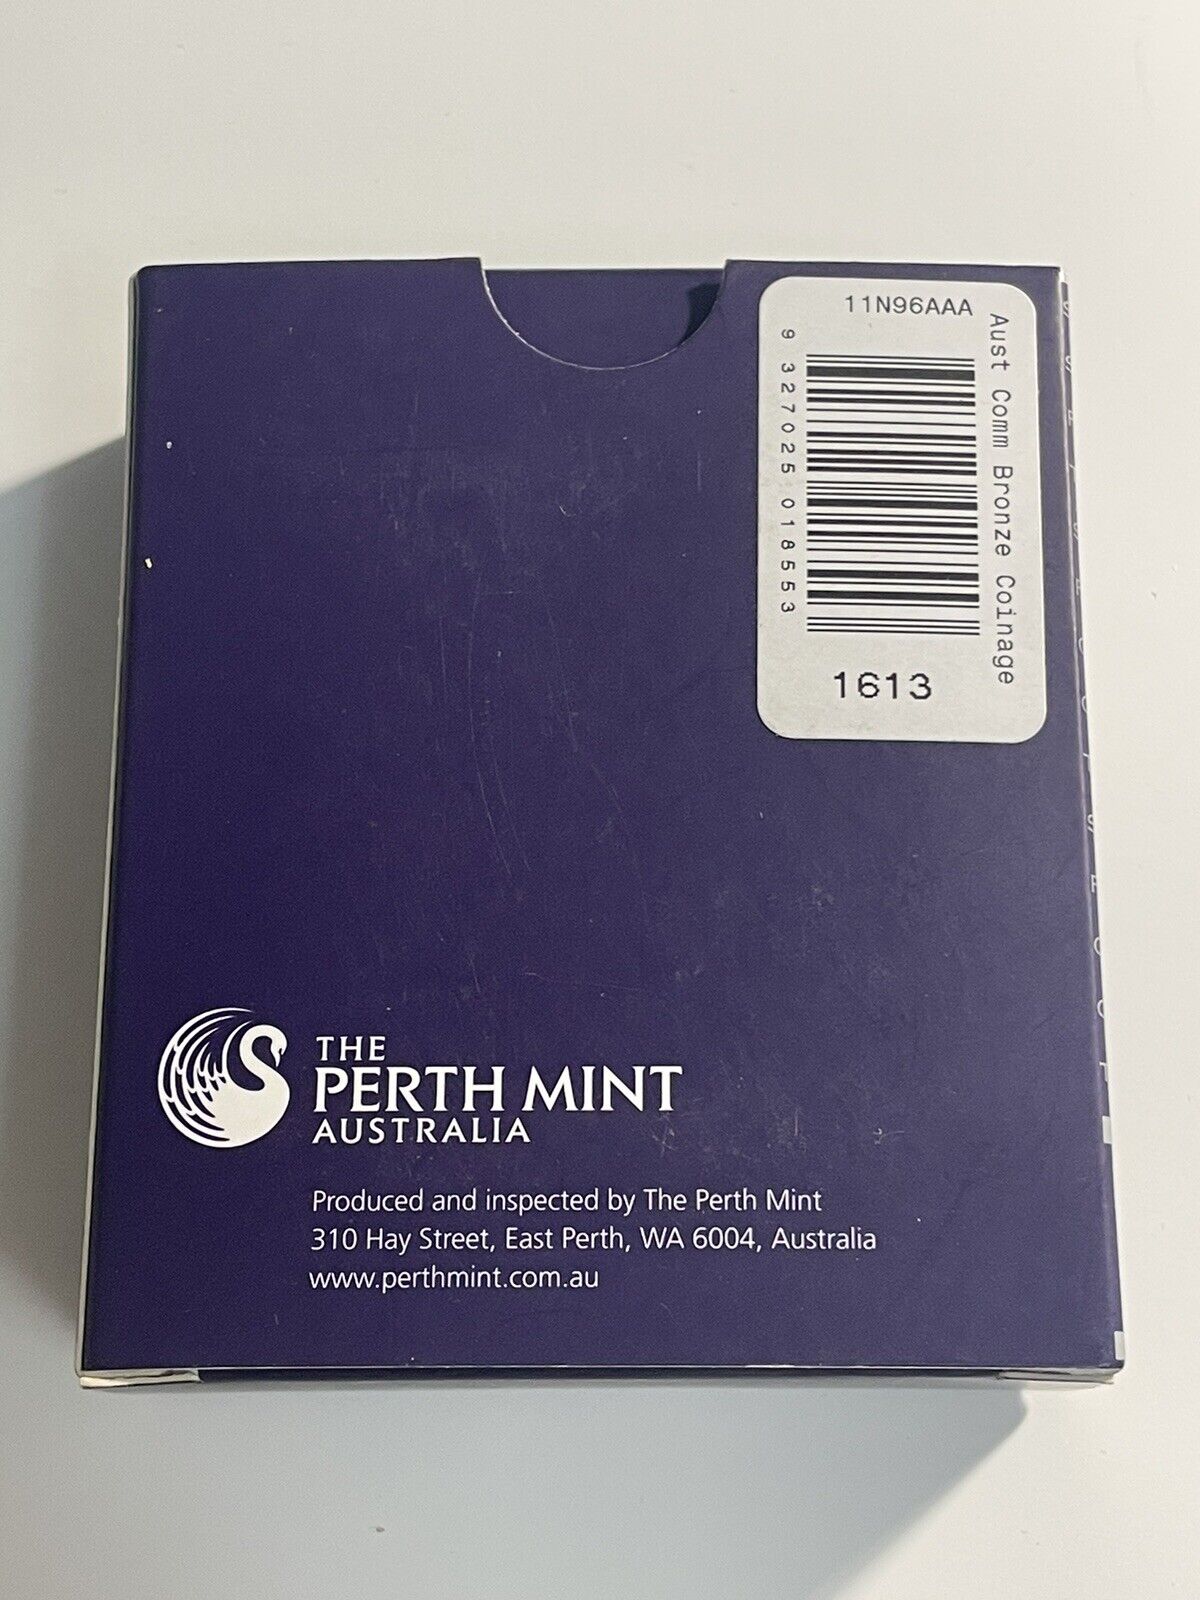 11N96AAA
Aust Comm Bronze Coinage
9 327025 018553
1613
THE
PERTH MINT
AUSTRALIA
Produced and inspected by The Perth Mint
310 Hay Street, East Perth, WA 6004, Australia
www.perthmint.com.au